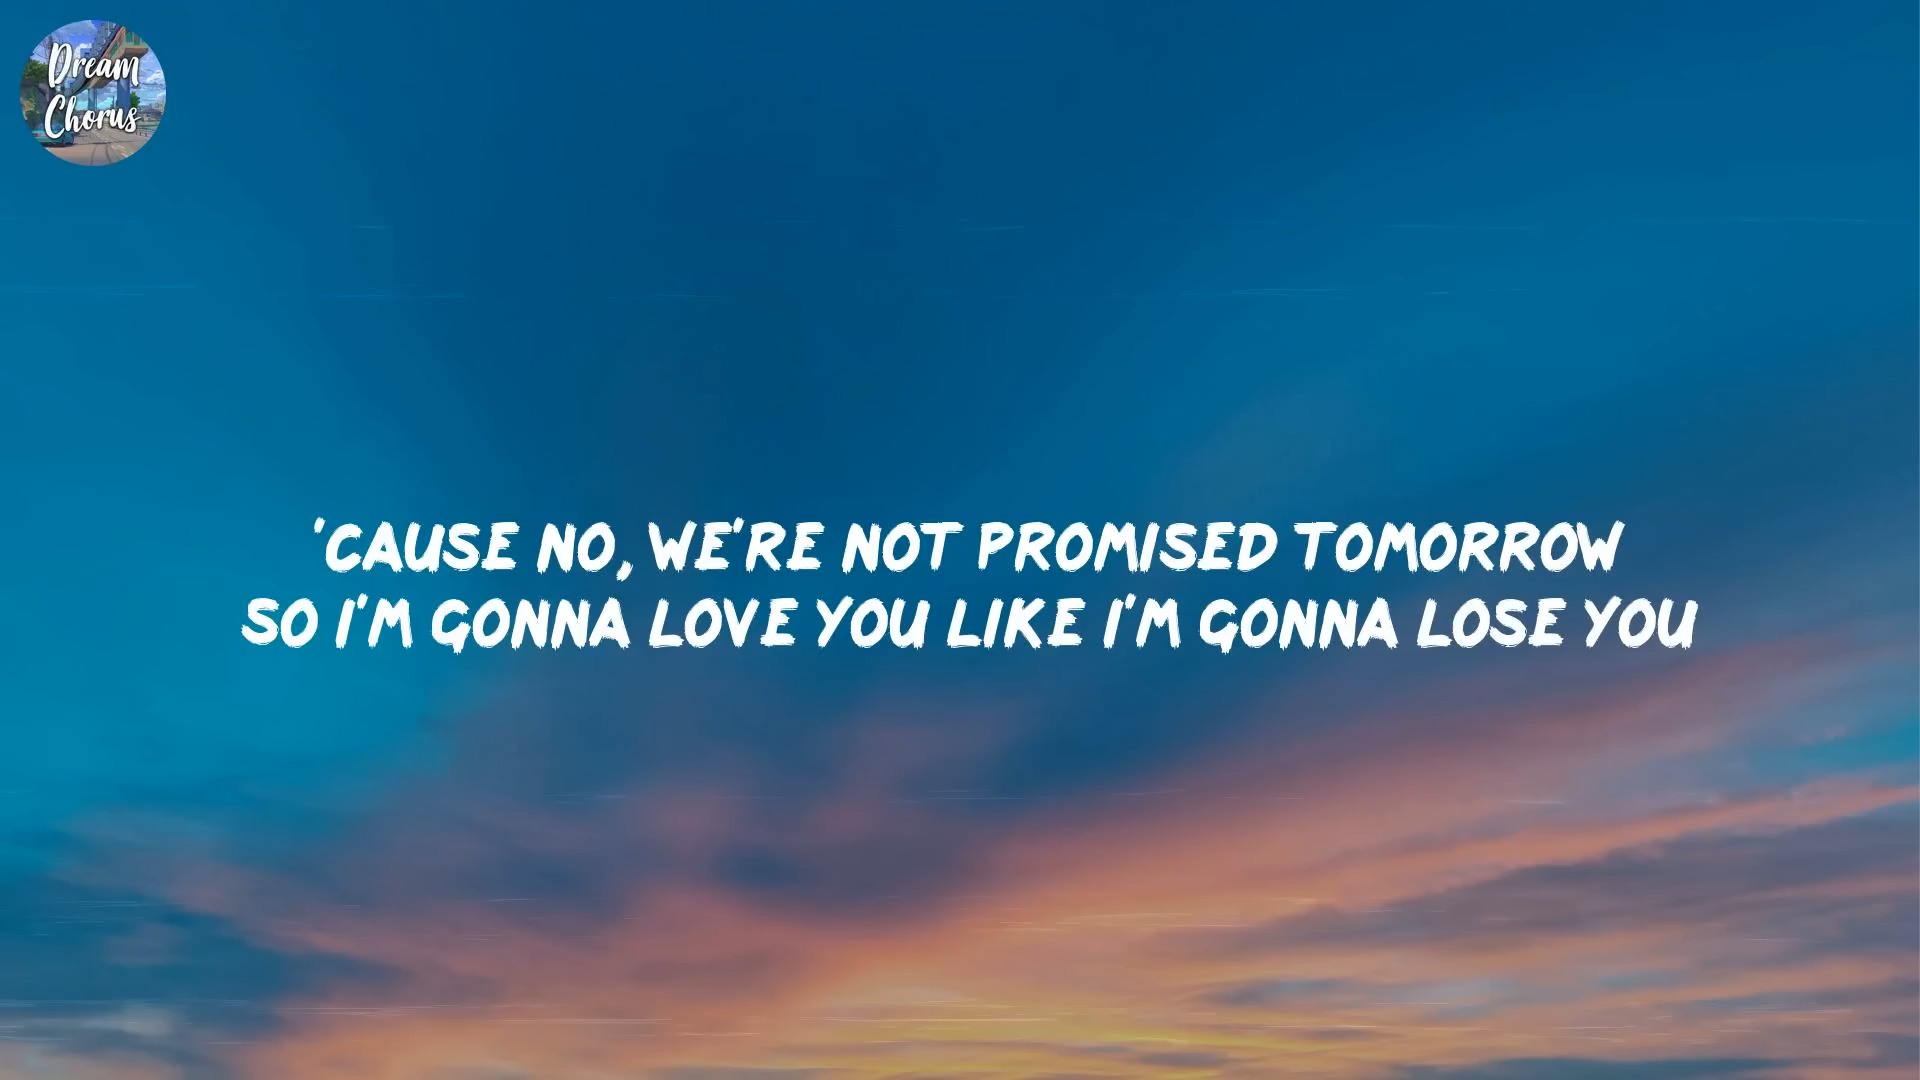 Dream
Chorus
'CAUSE NO, WE'RE NOT PROMISED TOMORROW
SO I'M GONNA LOVE YOU LIKE I'M GONNA LOSE YOU